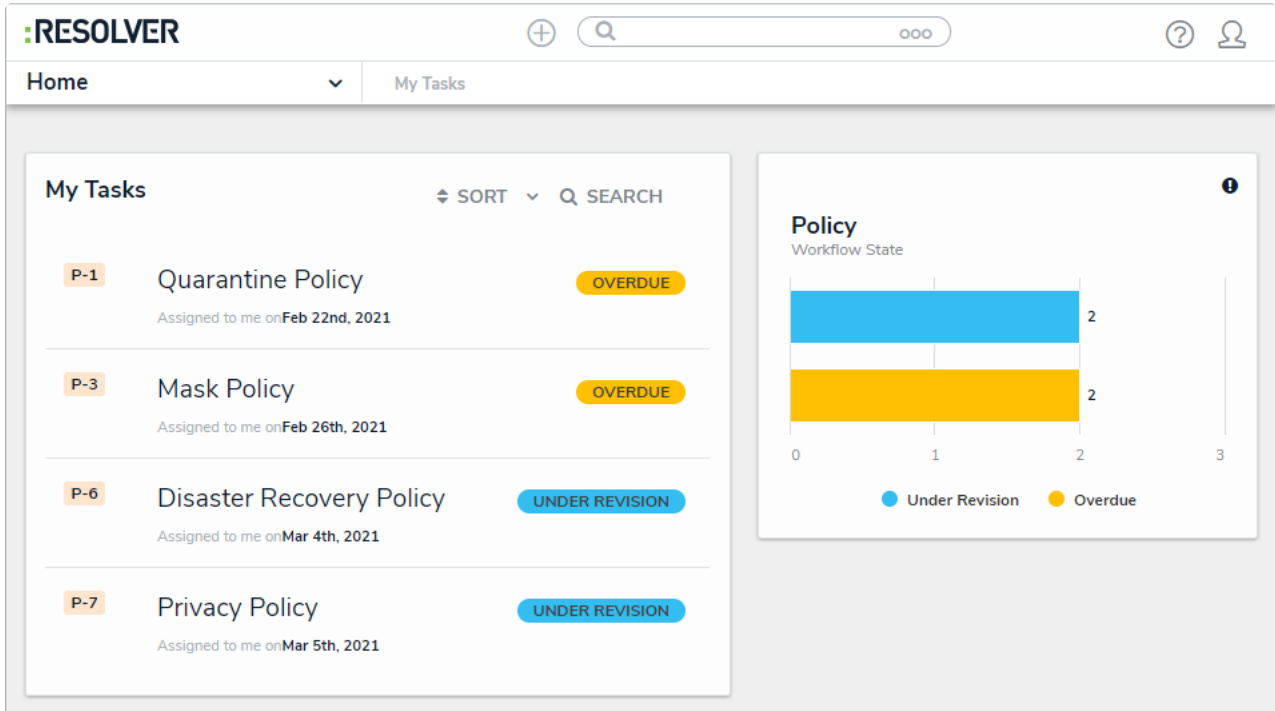 :RESOLVER
ooo
?
Home
My Tasks
My Tasks
SORT
SEARCH
P-1
Quarantine Policy
OVERDUE
Assigned to me onFeb 22nd, 2021
P-3
Mask Policy
OVERDUE
Assigned to me onFeb 26th, 2021
P-6
Disaster Recovery Policy
UNDER REVISION
Assigned to me onMar 4th, 2021
P-7
Privacy Policy
UNDER REVISION
Assigned to me onMar 5th, 2021
Policy
Workflow State
2
2
0 1 2 3
Under Revision Overdue